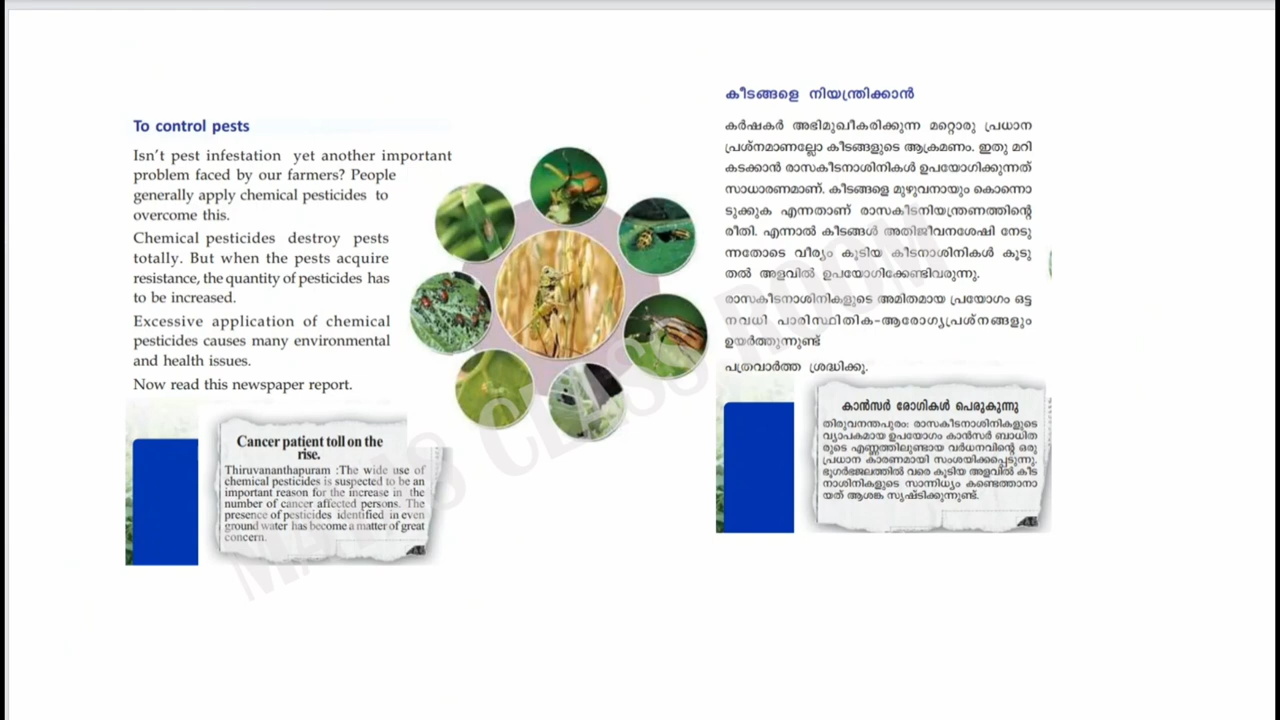 To control pests
Isn't pest infestation yet another important
problem faced by our farmers? People
generally apply chemical pesticides to
overcome this.
Chemical pesticides destroy pests
totally. But when the pests acquire
resistance, the quantity of pesticides has
to be increased.
Excessive application of chemical
pesticides causes many environmental
and health issues.
Now read this newspaper report.
Cancer patient toll on the
rise.
Thiruvananthapuram :The wide use of
chemical pesticides is suspected to be an
important reason for the increase in the
number of cancer affected persons. The
presence of pesticides identified in even
ground water has become a matter of great
concern.
കീടങ്ങളെ നിയന്ത്രിക്കാൻ
കർഷകർ അഭിമുഖീകരിക്കുന്ന മറ്റൊരു പ്രധാന
പ്രശ്നമാണല്ലോ കീടങ്ങളുടെ ആക്രമണം. ഇതു മറി
കടക്കാൻ രാസകീടനാശിനികൾ ഉപയോഗിക്കുന്നത്
സാധാരണമാണ്. കീടങ്ങളെ മുഴുവനായും കൊന്നൊ
ടുക്കുക എന്നതാണ് രാസകീടനിയന്ത്രണത്തിന്റെ
രീതി. എന്നാൽ കീടങ്ങൾ അതിജീവനശേഷി നേടു
ന്നതോടെ വീര്യം കൂടിയ കീടനാശിനികൾ കൂടു
തൽ അളവിൽ ഉപയോഗിക്കേണ്ടിവരുന്നു.
രാസകീടനാശിനികളുടെ അമിതമായ പ്രയോഗം ഒട്ട
നവധി പാരിസ്ഥിതിക-ആരോഗ്യപ്രശ്നങ്ങളും
ഉയർത്തുന്നുണ്ട്
പത്രവാർത്ത ശ്രദ്ധിക്കൂ.
കാൻസർ രോഗികൾ പെരുകുന്നു
തിരുവനന്തപുരം: രാസകീടനാശിനികളുടെ
വ്യാപകമായ ഉപയോഗം കാൻസർ ബാധിത
രുടെ എണ്ണത്തിലുണ്ടായ വർധനവിന്റെ ഒരു
പ്രധാന കാരണമായി സംശയിക്കപ്പെടുന്നു.
ഭൂഗർഭജലത്തിൽ വരെ കൂടിയ അളവിൽ കീട
നാശിനികളുടെ സാന്നിധ്യം കണ്ടെത്താനാ
യത് ആശങ്ക സൃഷ്ടിക്കുന്നുണ്ട്.